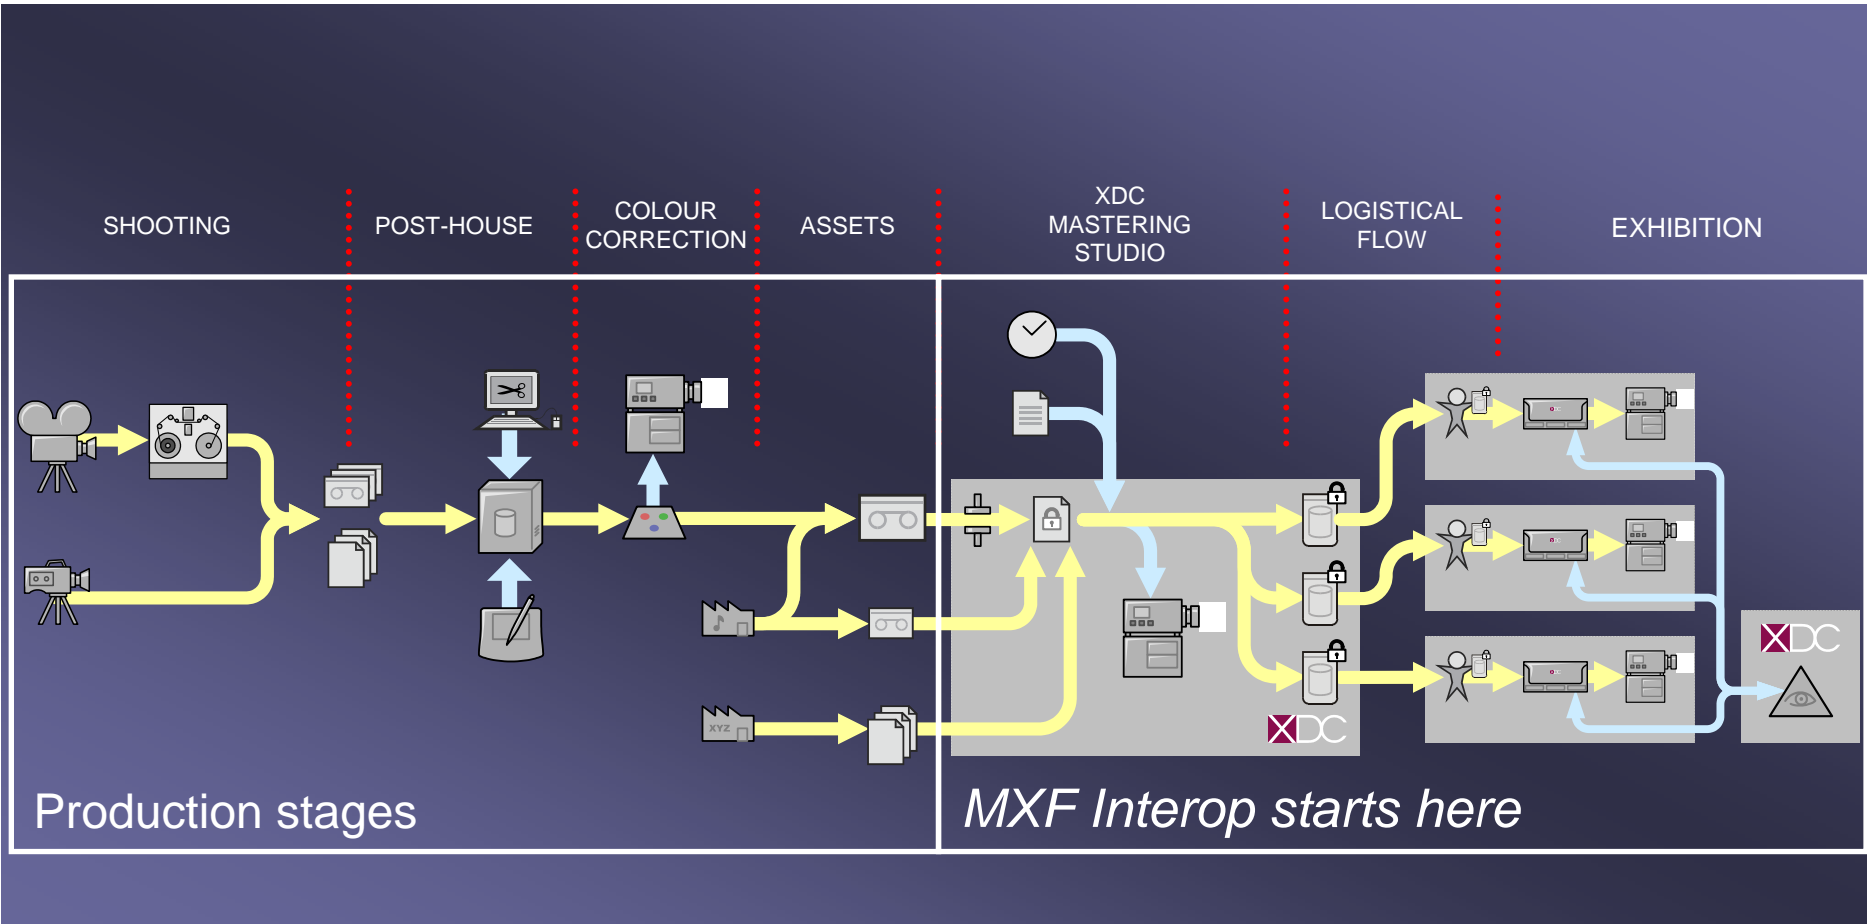 SHOOTING
POST-HOUSE
COLOUR
CORRECTION
ASSETS
XDC
MASTERING
STUDIO
LOGISTICAL
FLOW
EXHIBITION
XYZ
XDC
XDC
Production stages
MXF Interop starts here